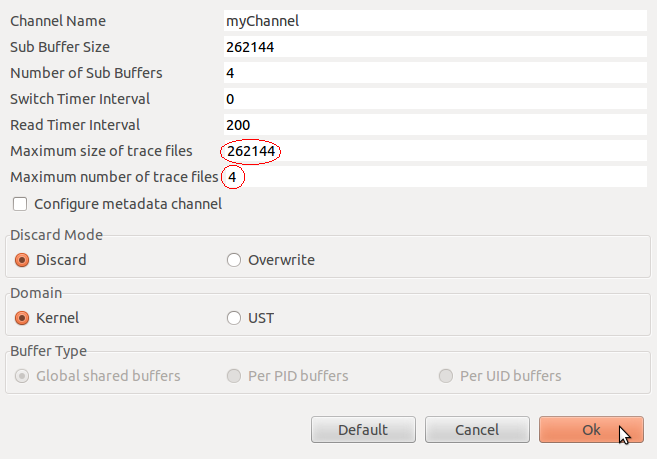 Channel Name myChannel
Sub Buffer Size 262144
Number of Sub Buffers 4
Switch Timer Interval 0
Read Timer Interval 200
Maximum size of trace files 262144
Maximum number of trace files 4
Configure metadata channel
Discard Mode
Discard Overwrite
Domain
Kernel UST
Buffer Type
Global shared buffers Per PID buffers Per UID buffers
Default Cancel Ok